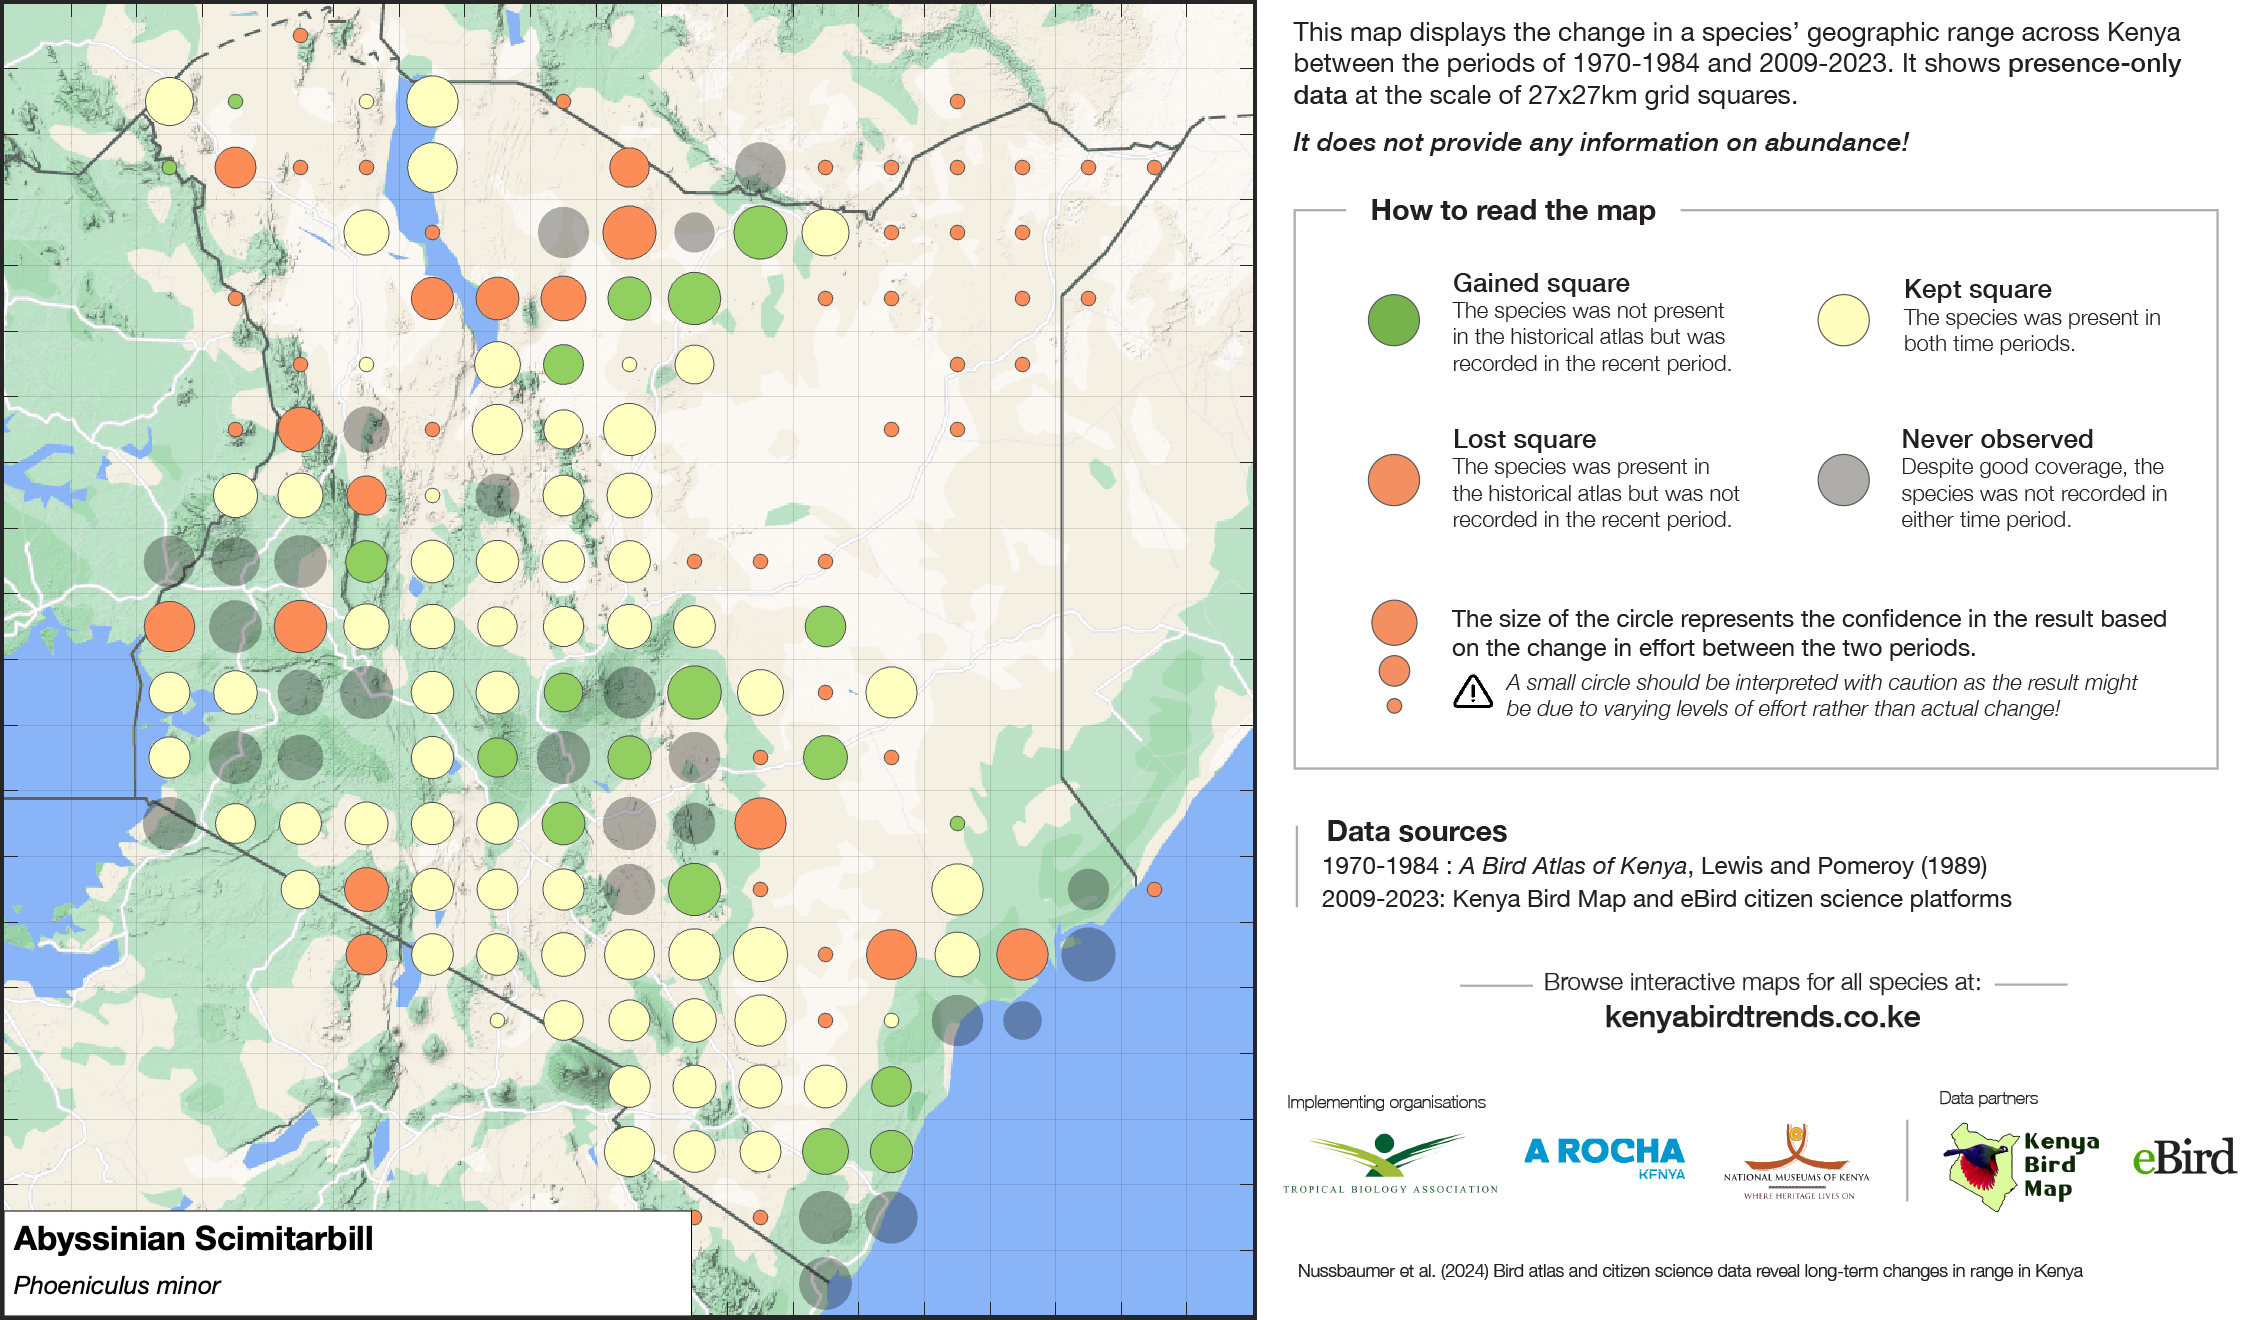 This map displays the change in a species’ geographic range across Kenya
between the periods of 1970-1984 and 2009-2023. It shows presence-only
data at the scale of 27x27km grid squares.
It does not provide any information on abundance!
How to read the map
Gained square
The species was not present
in the historical atlas but was
recorded in the recent period.
Kept square
The species was present in
both time periods.
Lost square
The species was present in
the historical atlas but was not
recorded in the recent period.
Never observed
Despite good coverage, the
species was not recorded in
either time period.
The size of the circle represents the confidence in the result based
on the change in effort between the two periods.
A small circle should be interpreted with caution as the result might
be due to varying levels of effort rather than actual change!
Data sources
1970-1984 : A Bird Atlas of Kenya, Lewis and Pomeroy (1989)
2009-2023: Kenya Bird Map and eBird citizen science platforms
Browse interactive maps for all species at:
kenyabirdtrends.co.ke
Implementing organisations
Data partners
TROPICAL BIOLOGY ASSOCIATION
A ROCHA
KENYA
NATIONAL MUSEUMS OF KENYA
WHERE HERITAGE LIVES ON
Kenya
Bird
Map
eBird
Abyssinian Scimitarbill
Phoeniculus minor
Nussbaumer et al. (2024) Bird atlas and citizen science data reveal long-term changes in range in Kenya